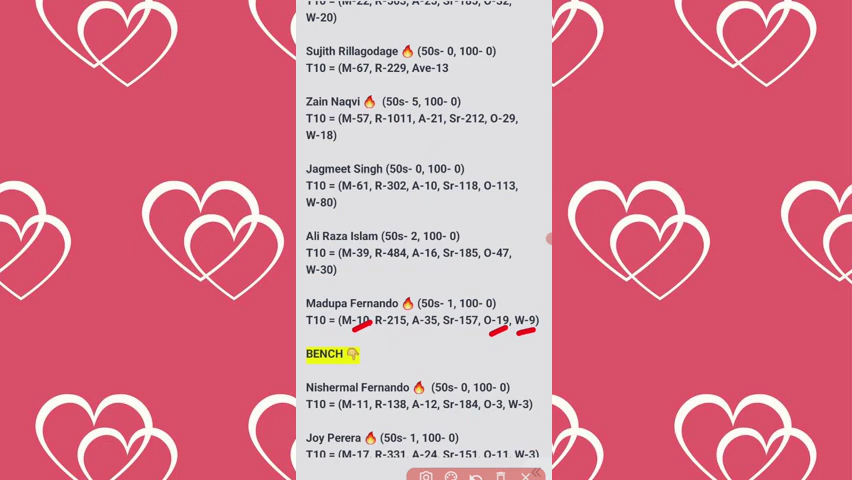 T10 = (M-22, R-503, A-25, Sr-185, O-32,
W-20)
Sujith Rillagodage 🔥 (50s- 0, 100- 0)
T10 = (M-67, R-229, Ave-13
Zain Naqvi 🔥 (50s- 5, 100- 0)
T10 = (M-57, R-1011, A-21, Sr-212, O-29,
W-18)
Jagmeet Singh (50s- 0, 100- 0)
T10 = (M-61, R-302, A-10, Sr-118, O-113,
W-80)
Ali Raza Islam (50s- 2, 100- 0)
T10 = (M-39, R-484, A-16, Sr-185, O-47,
W-30)
Madupa Fernando 🔥 (50s- 1, 100- 0)
T10 = (M-10, R-215, A-35, Sr-157, O-19, W-9)
BENCH 👇
Nishermal Fernando 🔥 (50s- 0, 100- 0)
T10 = (M-11, R-138, A-12, Sr-184, O-3, W-3)
Joy Perera 🔥 (50s- 1, 100- 0)
T10 = (M-17, R-331, A-24, Sr-151, O-11, W-3)